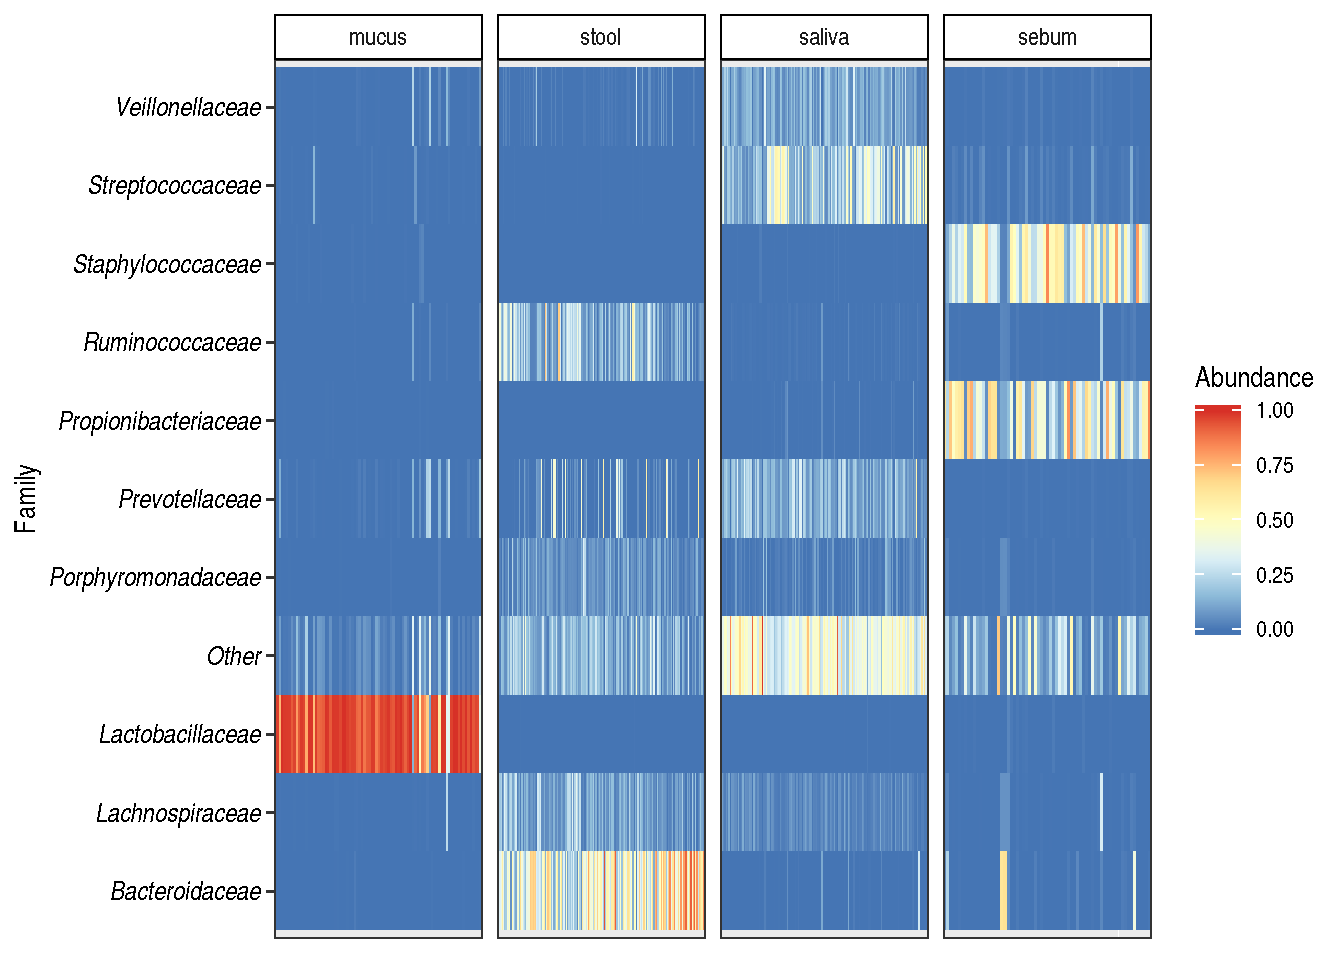 mucus
stool
saliva
sebum
Veillonellaceae
Streptococcaceae
Staphylococcaceae
Ruminococcaceae
Propionibacteriaceae
Prevotellaceae
Porphyromonadaceae
Other
Lactobacillaceae
Lachnospiraceae
Bacteroidaceae
Family
Abundance
1.00
0.75
0.50
0.25
0.00